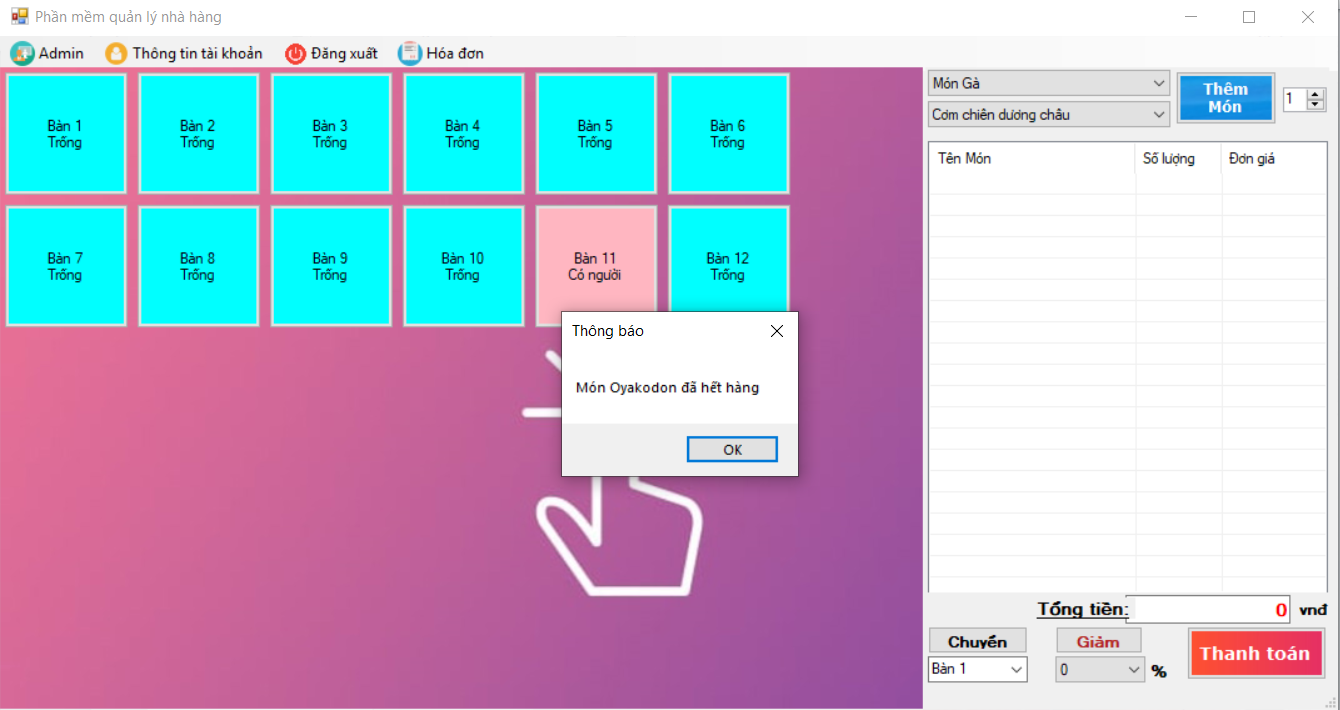 Phần mềm quản lý nhà hàng
Admin Thông tin tài khoản Đăng xuất Hóa đơn
Bàn 1
Trống
Bàn 2
Trống
Bàn 3
Trống
Bàn 4
Trống
Bàn 5
Trống
Bàn 6
Trống
Bàn 7
Trống
Bàn 8
Trống
Bàn 9
Trống
Bàn 10
Trống
Bàn 11
Có người
Bàn 12
Trống
Thông báo
Món Oyakodon đã hết hàng
OK
Món Gà
Cơm chiên dương châu
Thêm
Món
1
Tên Món Số lượng Đơn giá
Tổng tiền: 0 vnđ
Chuyển
Bàn 1
Giảm
0 %
Thanh toán